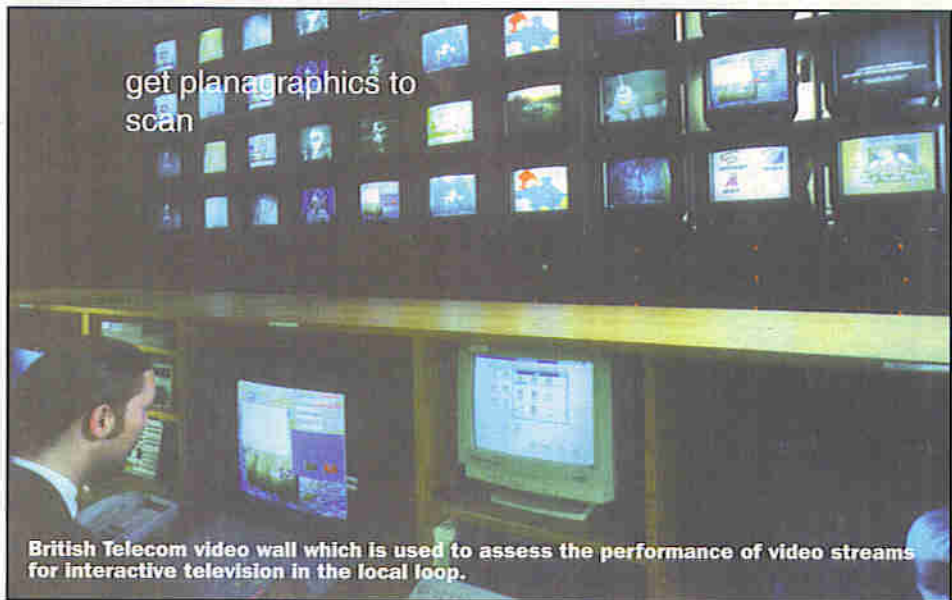 get planagraphics to
scan
British Telecom video wall which is used to assess the performance of video streams
for interactive television in the local loop.